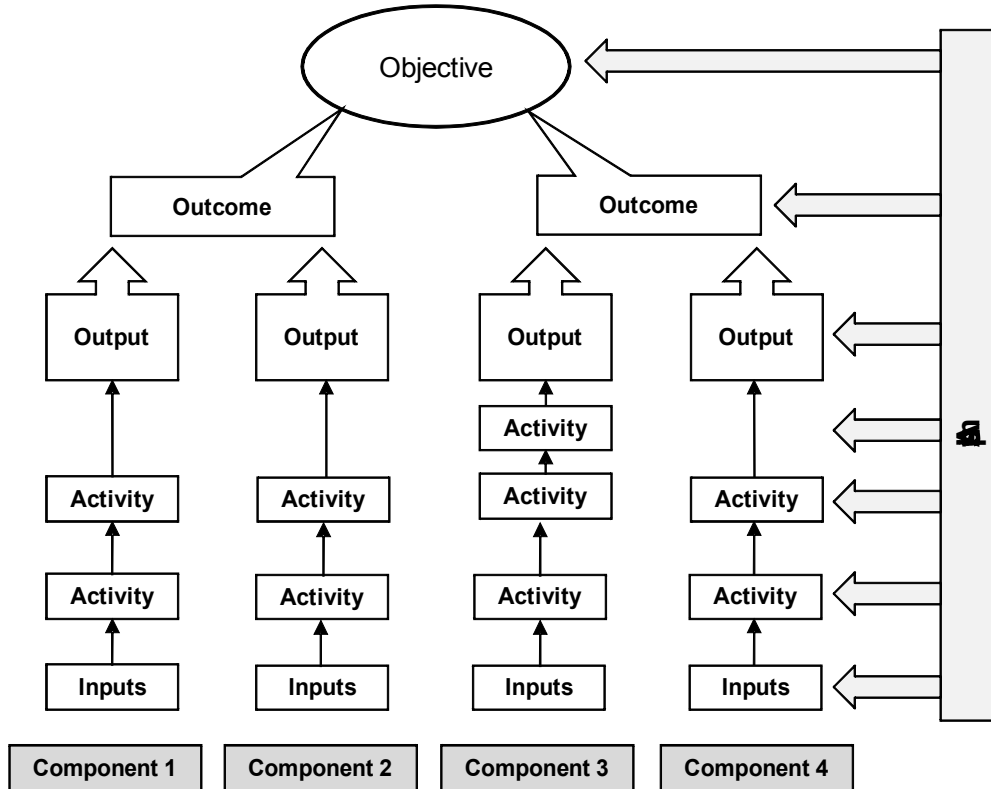 Objective
Outcome
Outcome
Output
Output
Output
Output
Activity
Activity
Activity
Activity
Activity
Activity
Activity
Activity
Activity
Inputs
Inputs
Inputs
Inputs
Component 1
Component 2
Component 3
Component 4